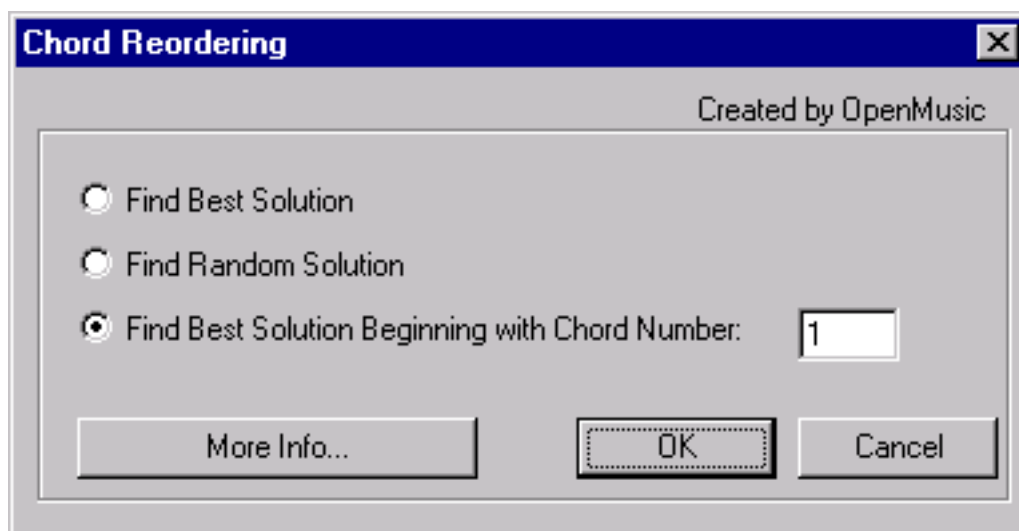 Chord Reordering
Created by OpenMusic
Find Best Solution
Find Random Solution
Find Best Solution Beginning with Chord Number: 1
More Info... OK Cancel